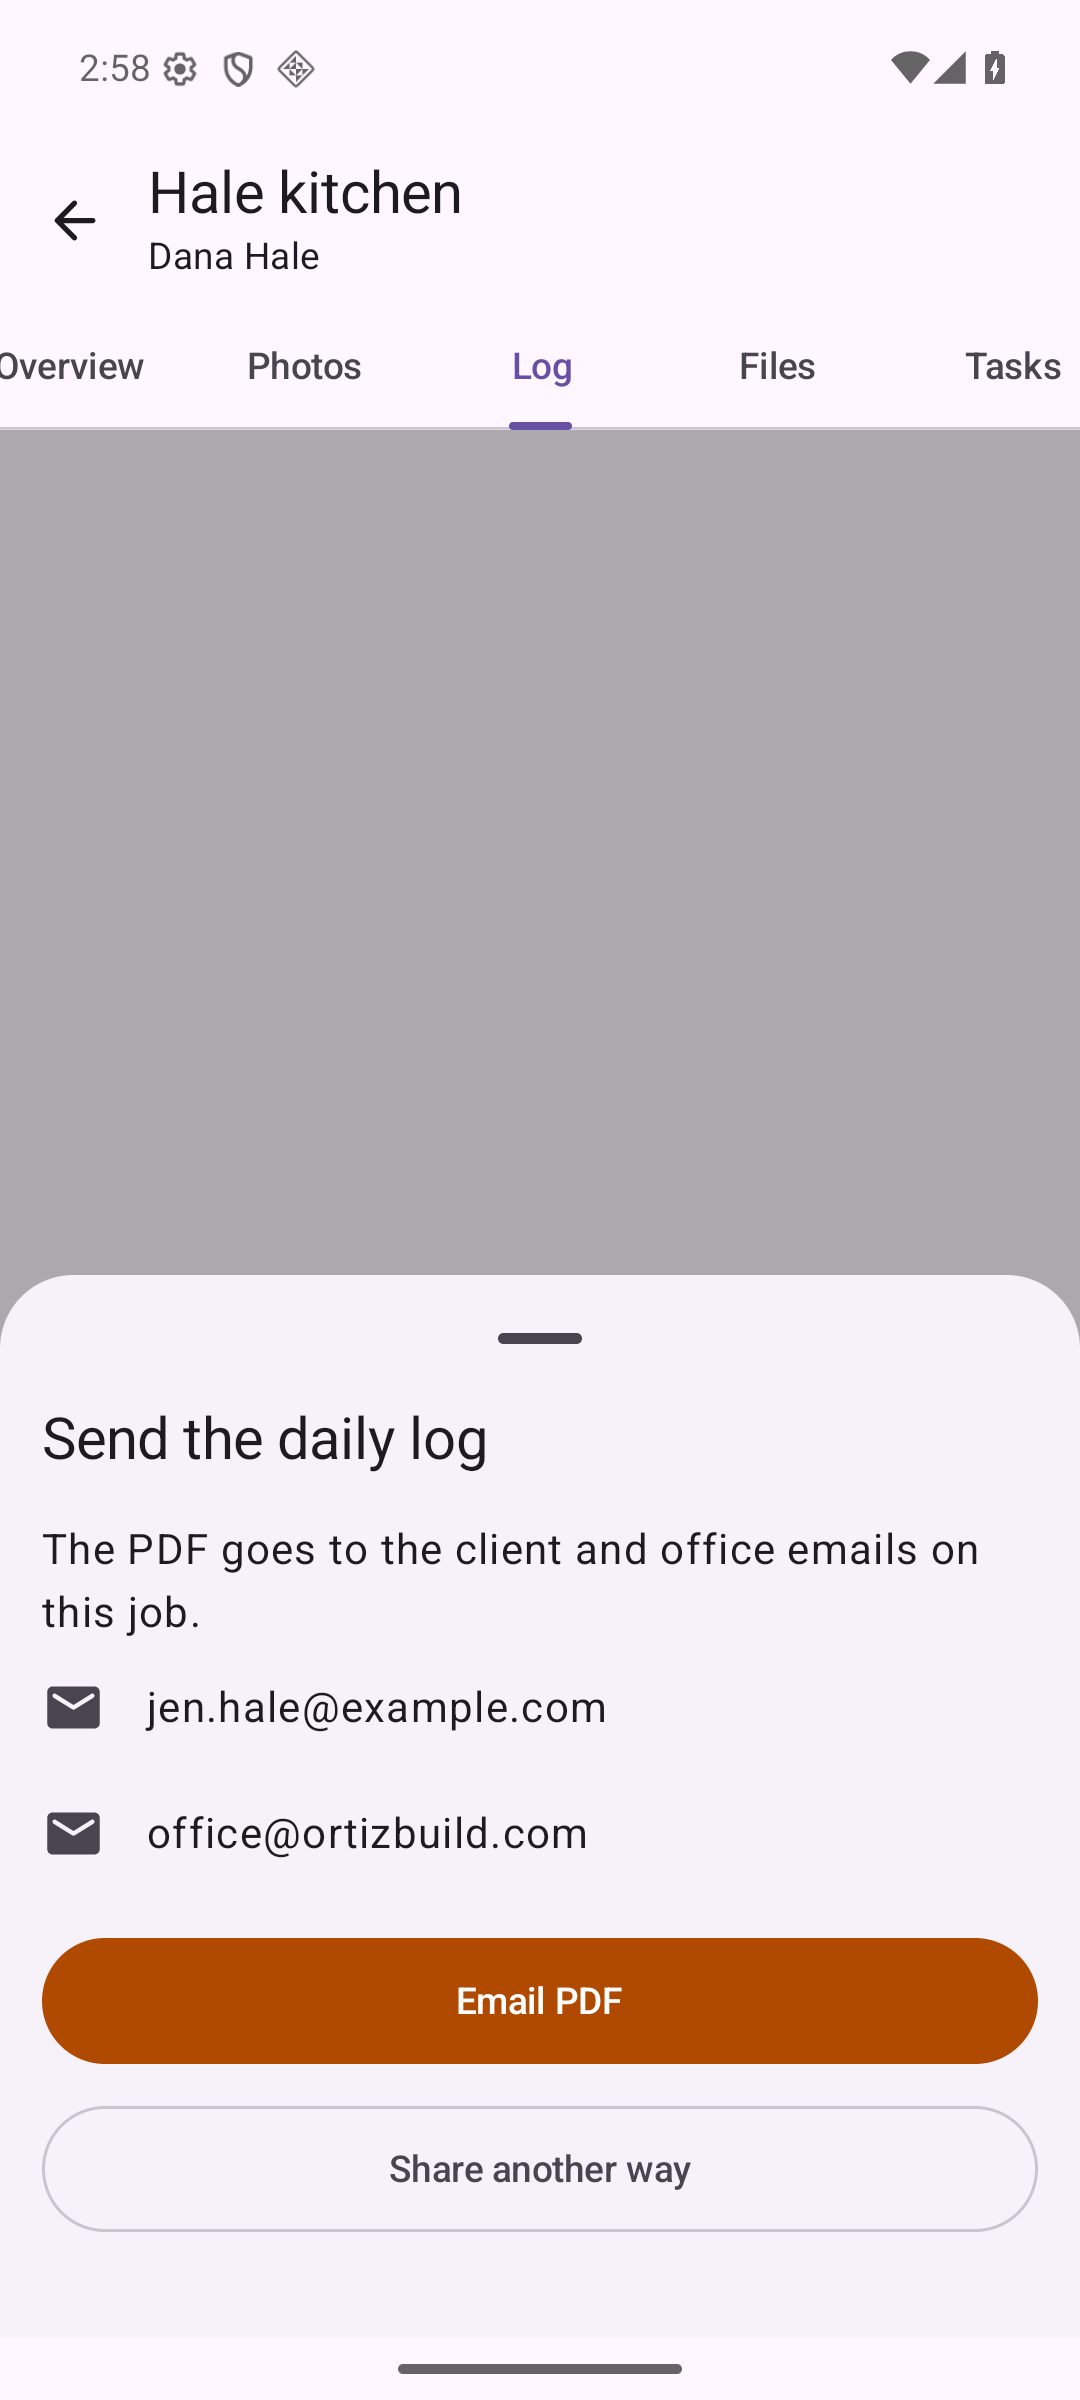 2:58
Hale kitchen
Dana Hale
Overview Photos Log Files Tasks
Send the daily log
The PDF goes to the client and office emails on
this job.
jen.hale@example.com
office@ortizbuild.com
Email PDF
Share another way